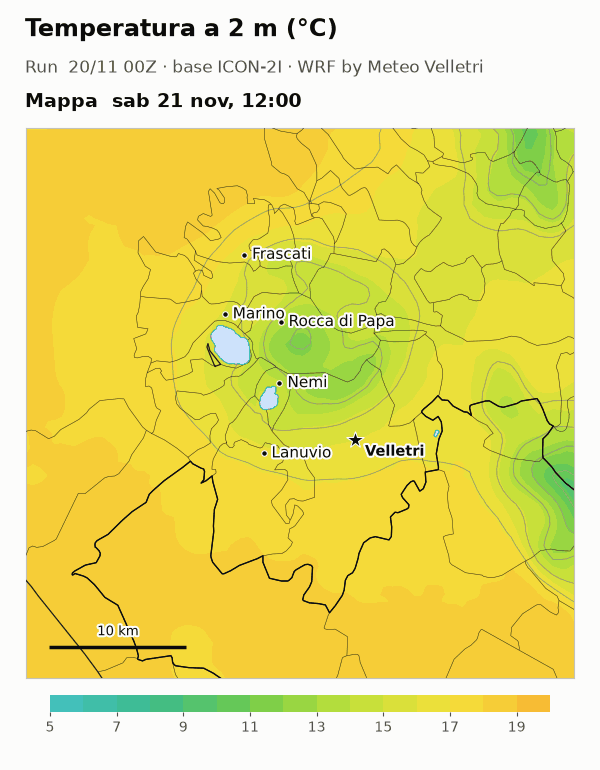 Temperatura a 2 m (°C)
Run  20/11 00Z · base ICON-2I · WRF by Meteo Velletri
Mappa  sab 21 nov, 12:00
Frascati
Marino
Rocca di Papa
Nemi
Velletri
Lanuvio
10 km
5 7 9 11 13 15 17 19